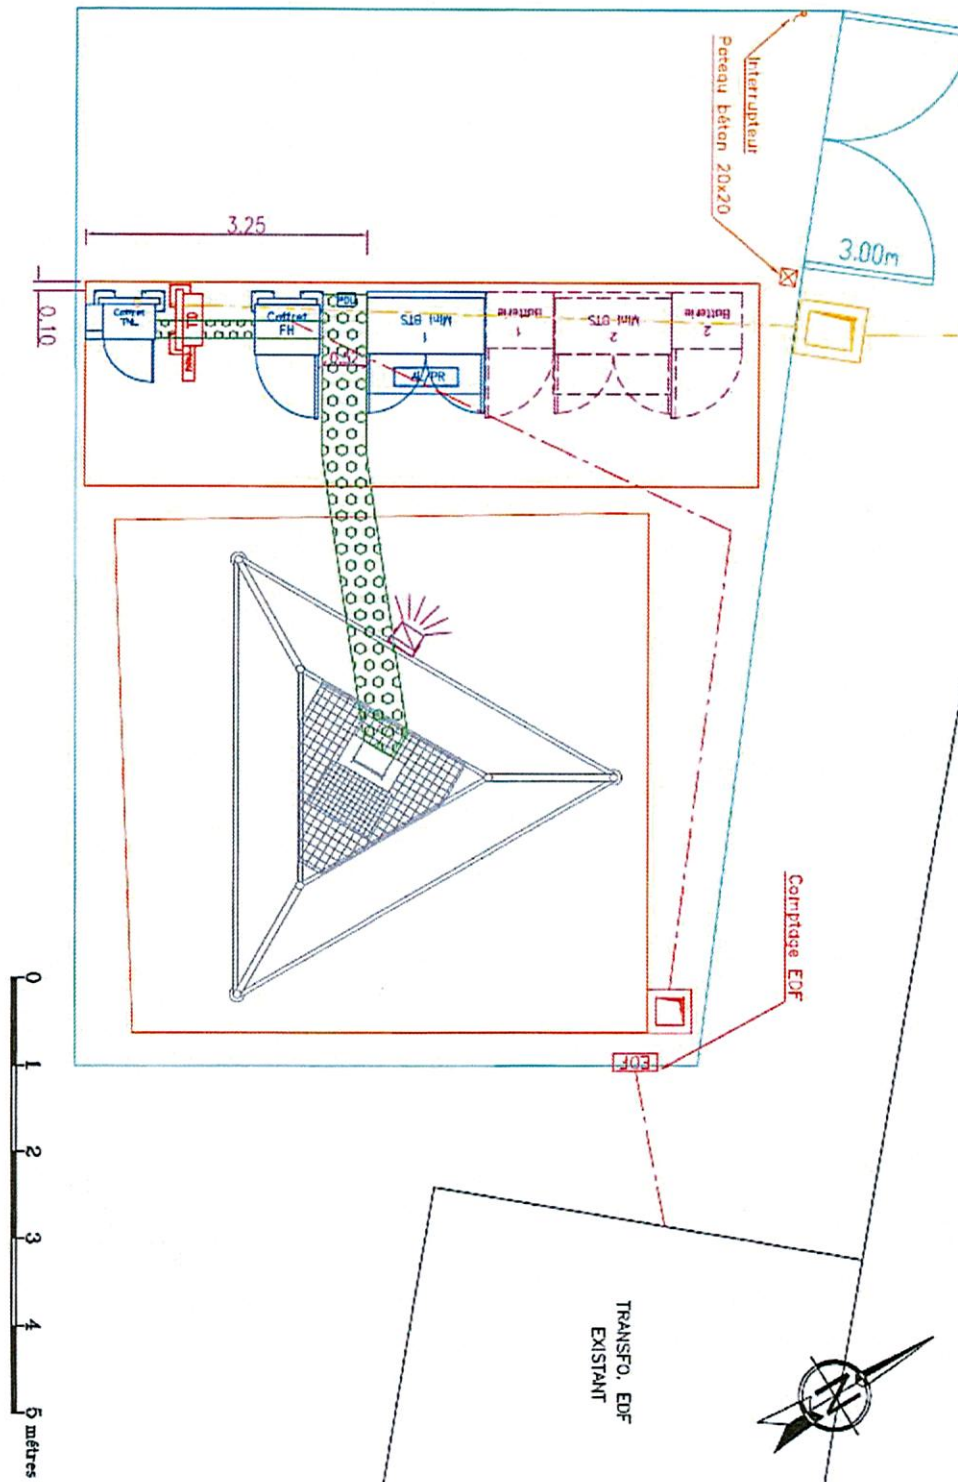 Interrupteur
Poteau béton 20x20
3.00m
3.25
0.10
Coffret
TNL
Coffret
FH
0.52
Mini BTS
1
PR
Batterie
1
Mini BTS
2
Batterie
2
Comptage EDF
EDF
TRANSFO. EDF
EXISTANT
N
0
1
2
3
4
5 mètres